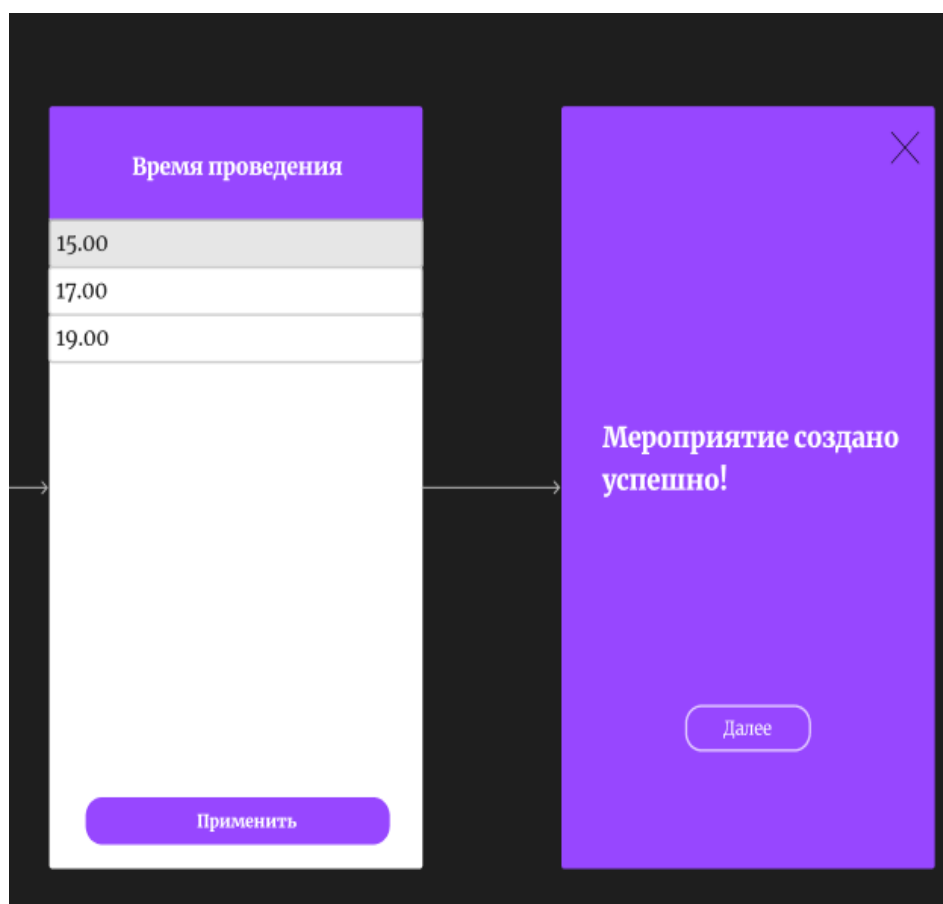 Время проведения
15.00
17.00
19.00
Применить
Мероприятие создано
успешно!
Далее